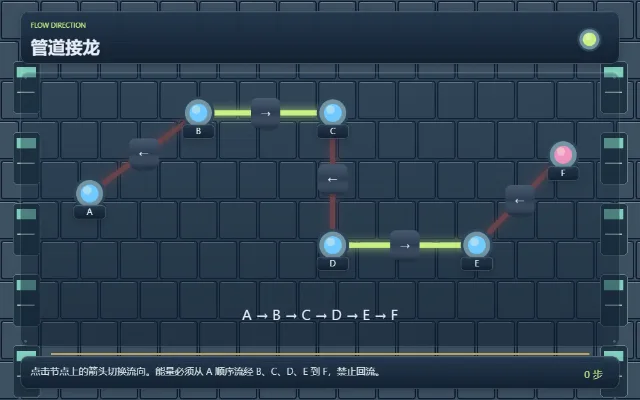 FLOW DIRECTION
管道接龙
B
→
C
←
F
←
←
A
D
→
E
A → B → C → D → E → F
点击节点上的箭头切换流向。能量必须从 A 顺序流经 B、C、D、E 到 F，禁止回流。
0 步